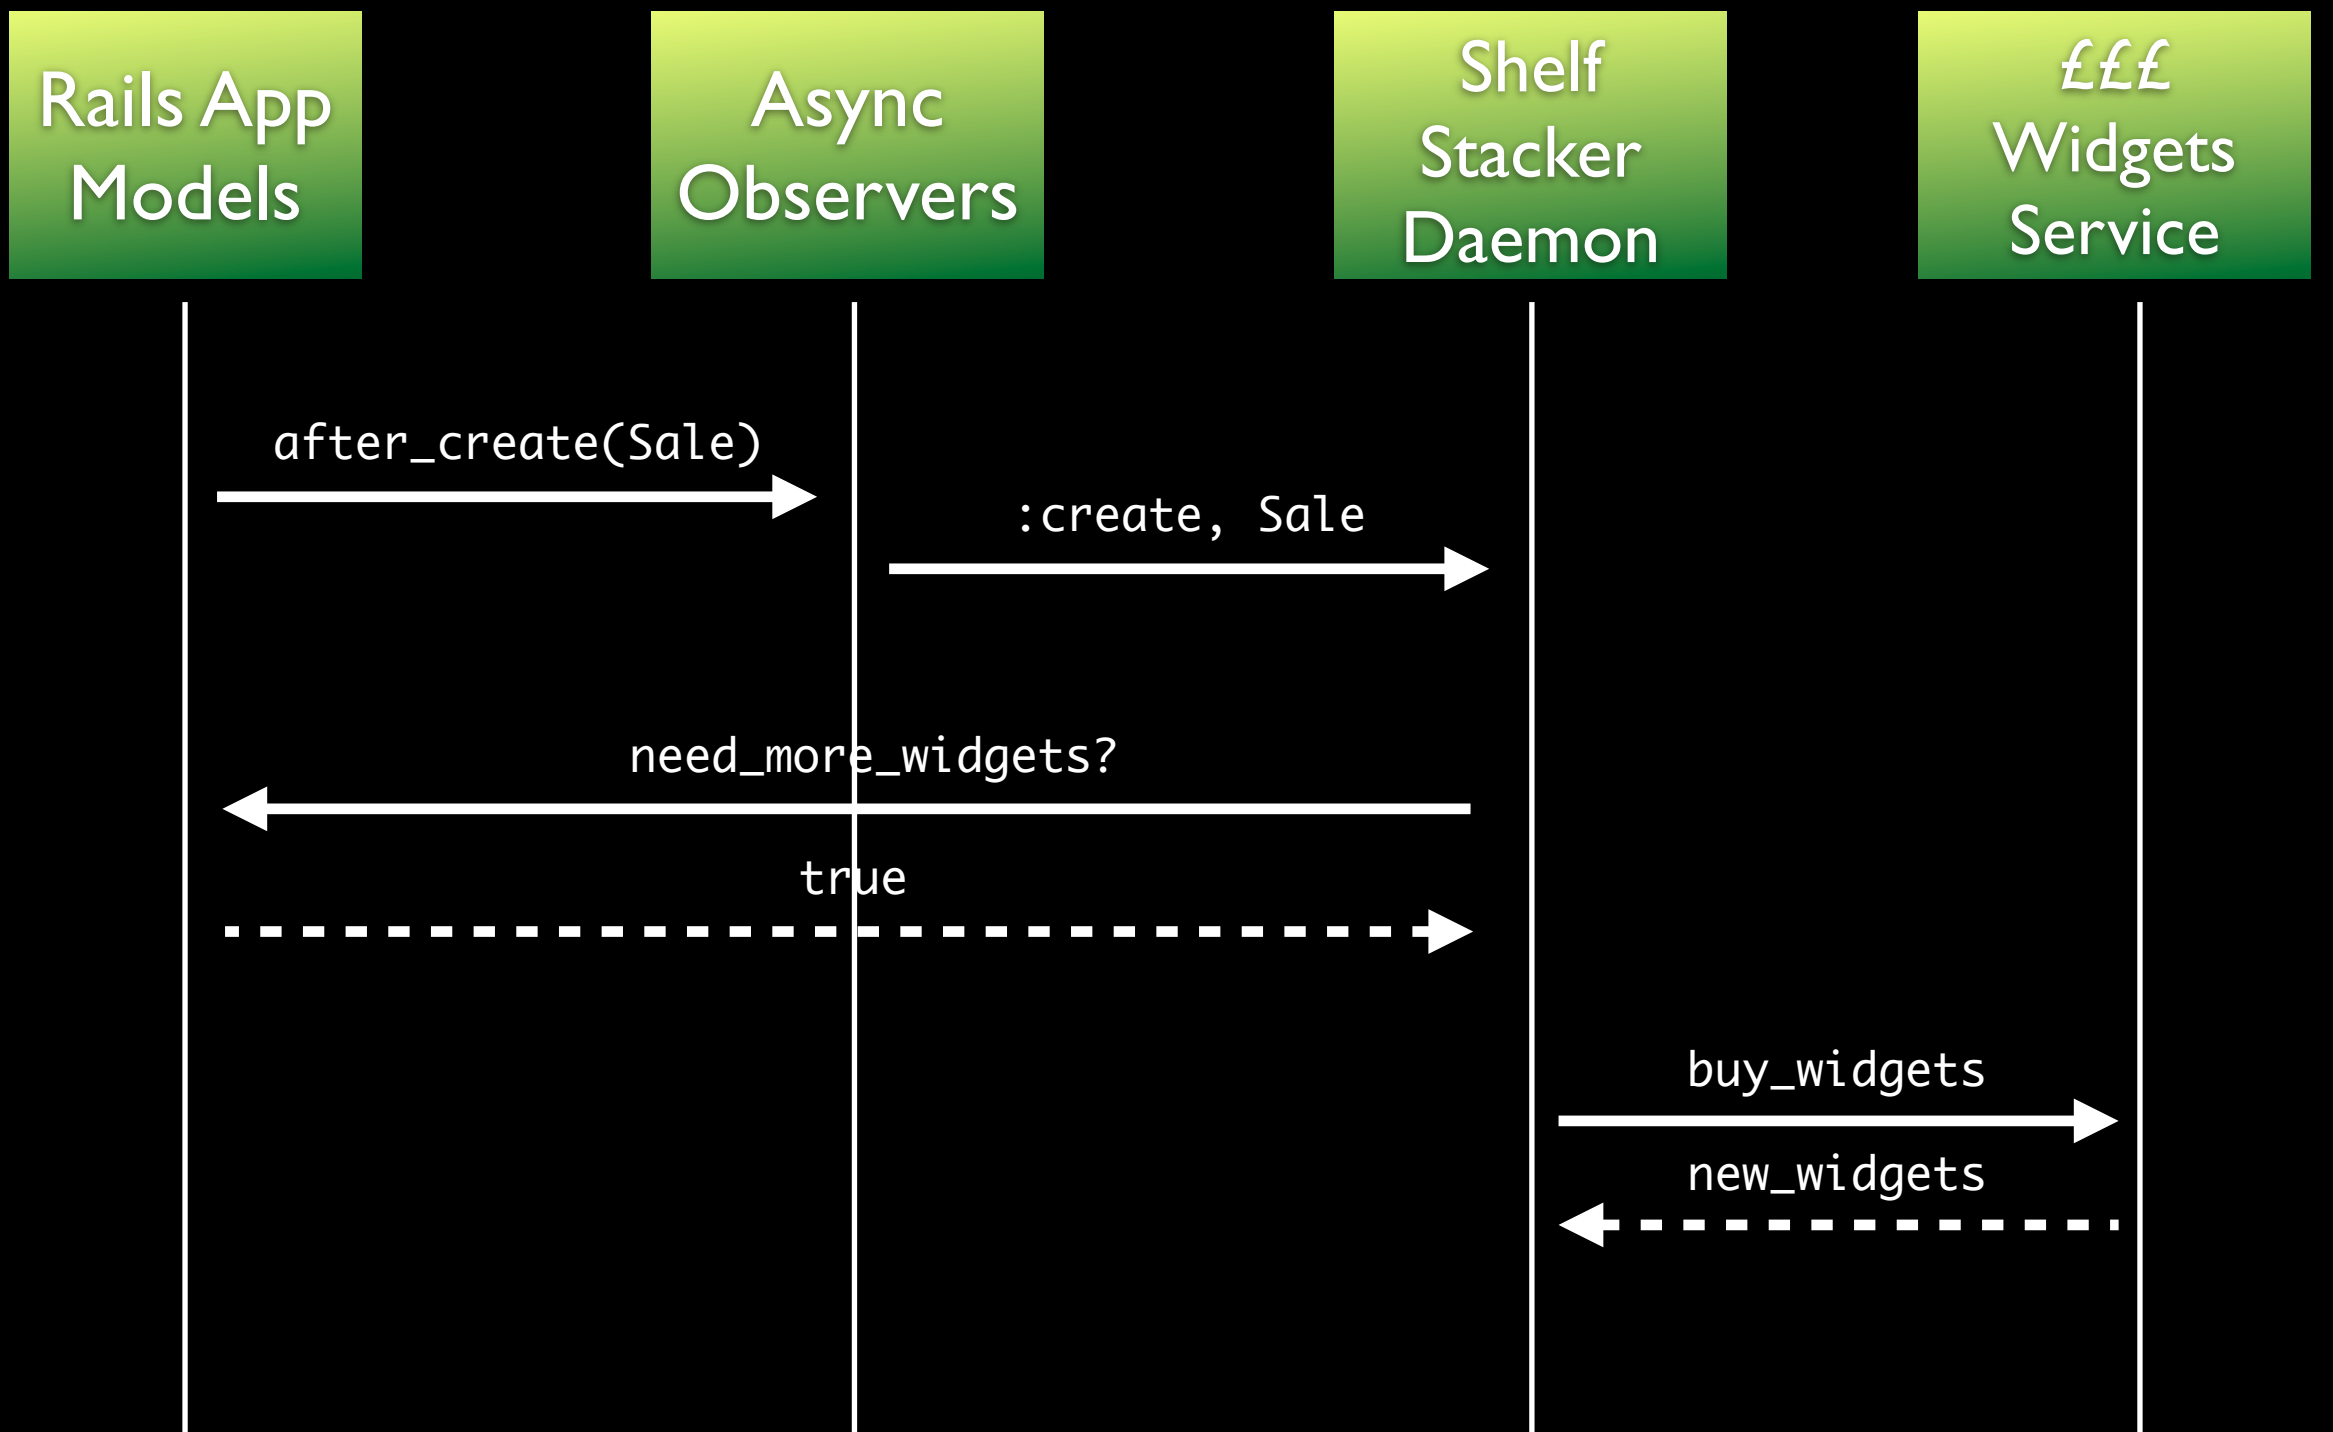 Rails App
Models
Async
Observers
Shelf
Stacker
Daemon
£££
Widgets
Service
after_create(Sale)
:create, Sale
need_more_widgets?
true
buy_widgets
new_widgets